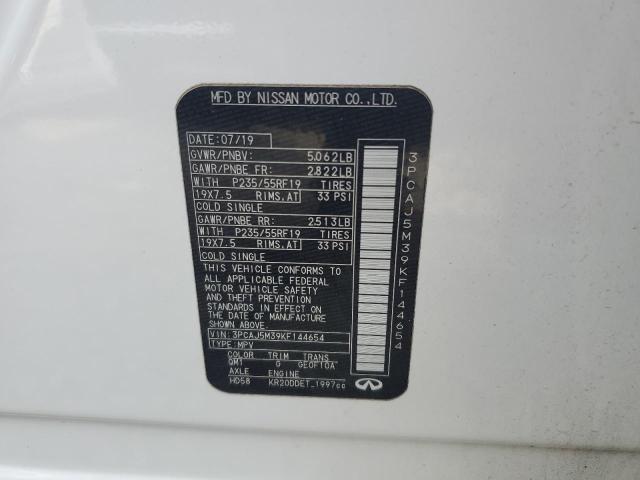 MFD BY NISSAN MOTOR CO.,LTD.
DATE:07/19
GVWR/PNBV: 5,062LB
GAWR/PNBE FR: 2,822LB
WITH P235/55RF19 TIRES
19X7.5 RIMS,AT 33 PSI
COLD SINGLE
GAWR/PNBE RR: 2,513LB
WITH P235/55RF19 TIRES
19X7.5 RIMS,AT 33 PSI
COLD SINGLE
THIS VEHICLE CONFORMS TO
ALL APPLICABLE FEDERAL
MOTOR VEHICLE SAFETY
AND THEFT PREVENTION
STANDARDS IN EFFECT ON
THE DATE OF MANUFACTURE
SHOWN ABOVE.
VIN:3PCAJ5M39KF144654
TYPE:MPV
COLOR TRIM TRANS
QM1 G GE0F10A
AXLE ENGINE
HD58 KR20DDET 1997cc
3PCAJ5M39KF144654